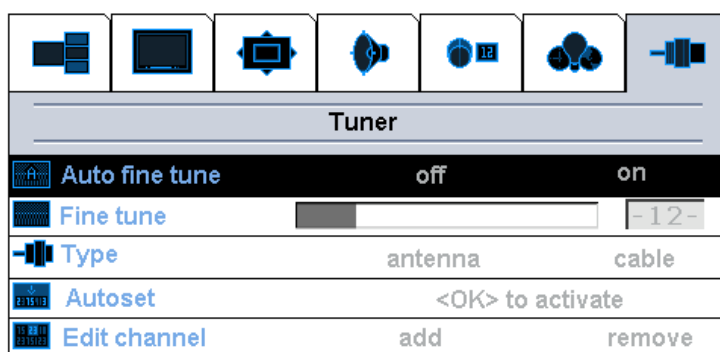 12
Tuner
A
Auto fine tune off on
Fine tune -12-
Type antenna cable
Autoset <OK> to activate
Edit channel add remove